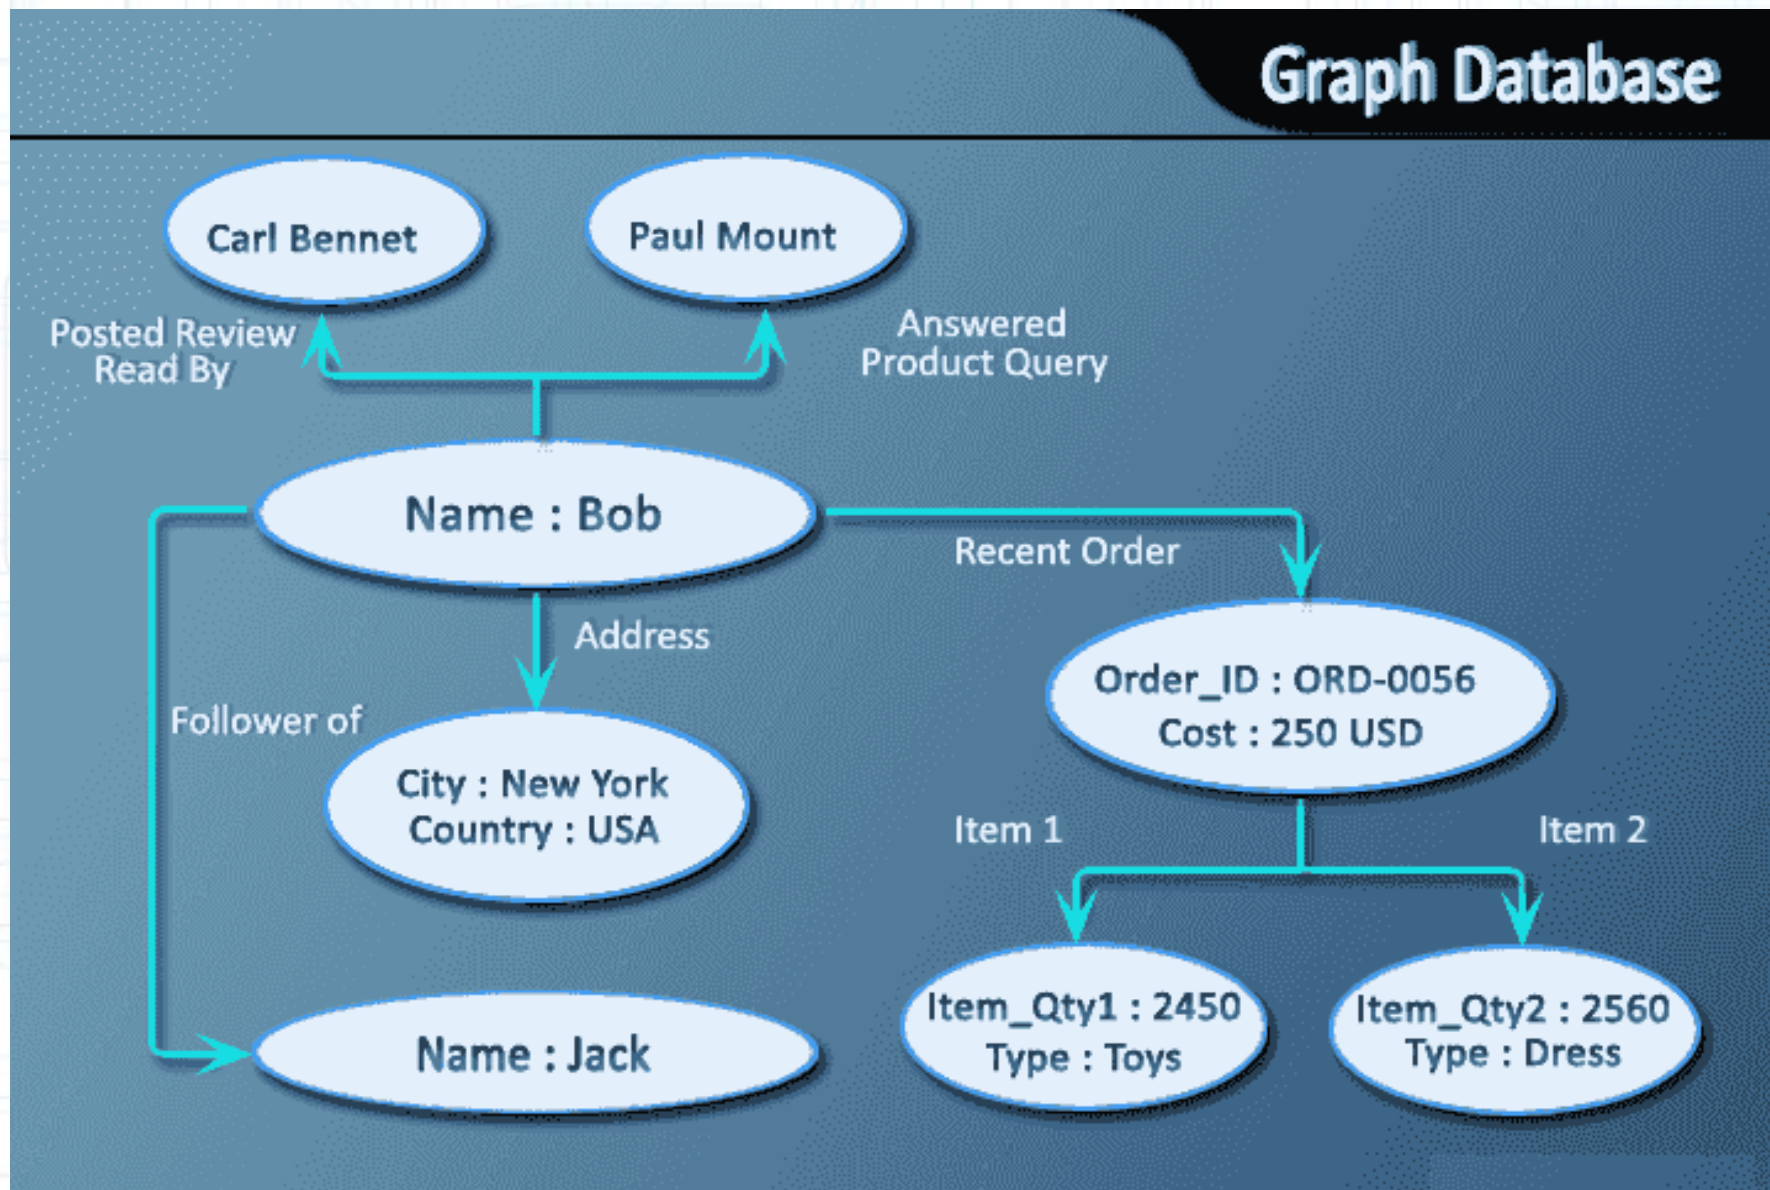 Graph Database
Carl Bennet
Paul Mount
Posted Review
Read By
Answered
Product Query
Name : Bob
Recent Order
Address
Follower of
Order_ID : ORD-0056
Cost : 250 USD
City : New York
Country : USA
Item 1
Item 2
Item_Qty1 : 2450
Type : Toys
Item_Qty2 : 2560
Type : Dress
Name : Jack